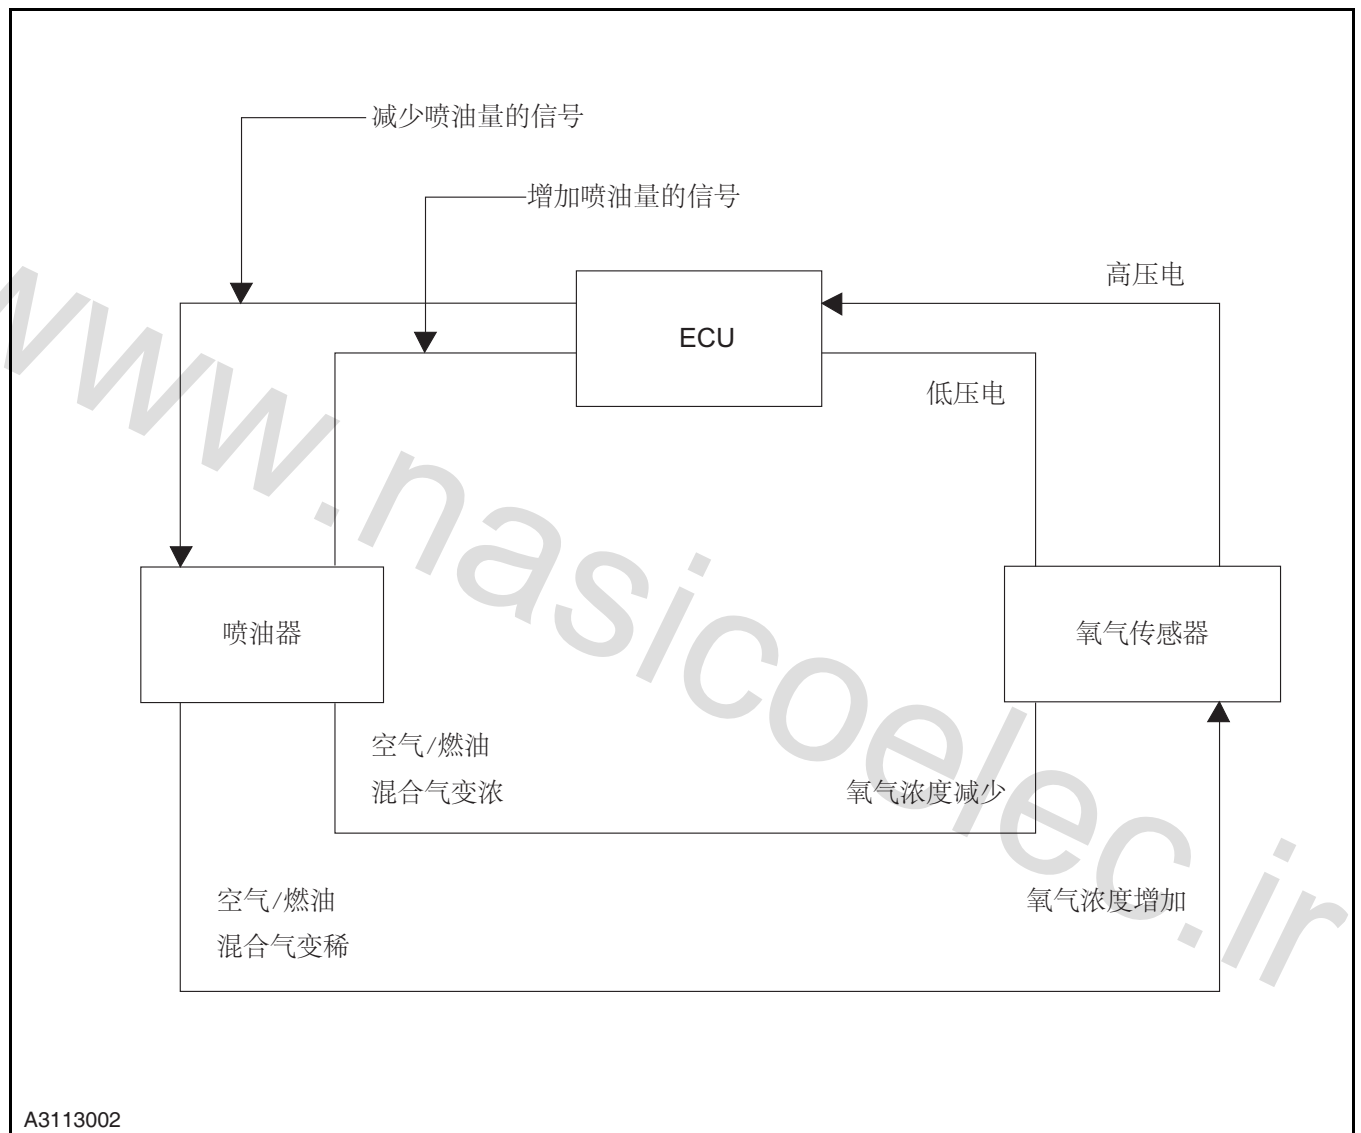 减少喷油量的信号
增加喷油量的信号
高压电
ECU
低压电
喷油器
氧气传感器
空气/燃油
混合气变浓
氧气浓度减少
空气/燃油
混合气变稀
氧气浓度增加
www.nasicoelec.ir
A3113002